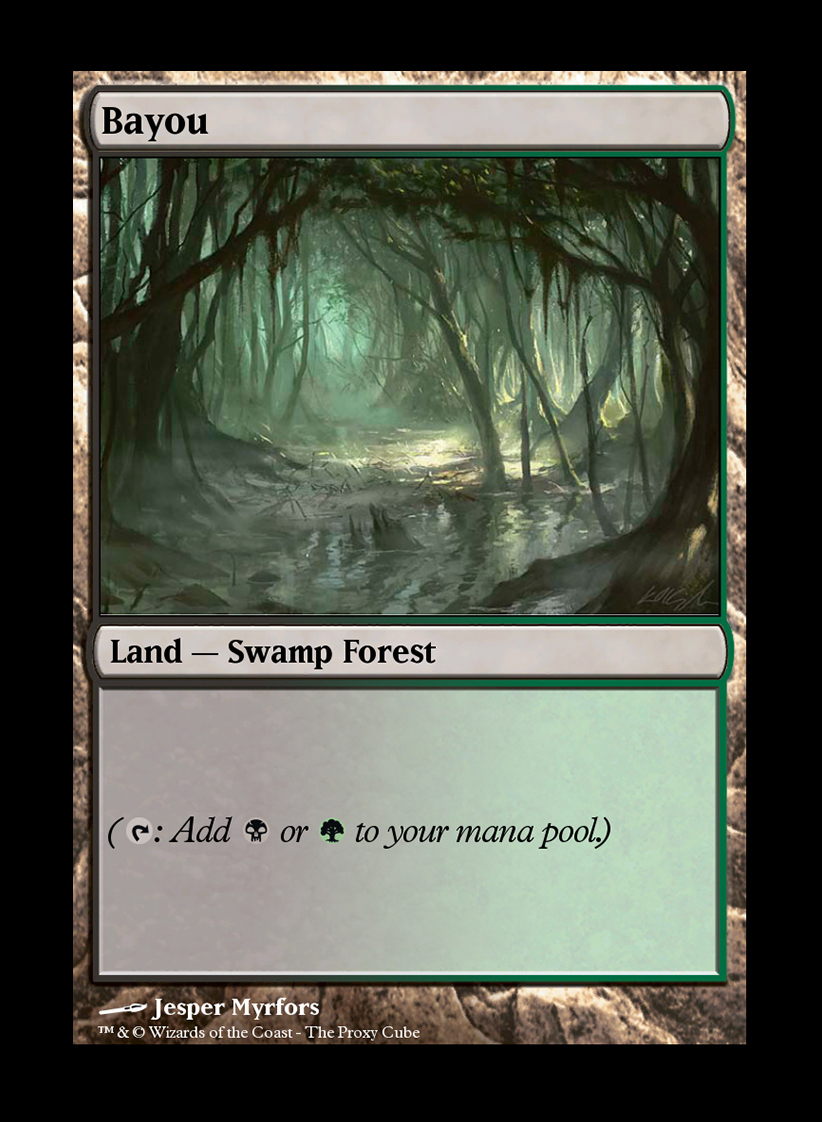 Bayou
Land — Swamp Forest
( : Add or to your mana pool.)
Jesper Myrfors
™ & © Wizards of the Coast - The Proxy Cube